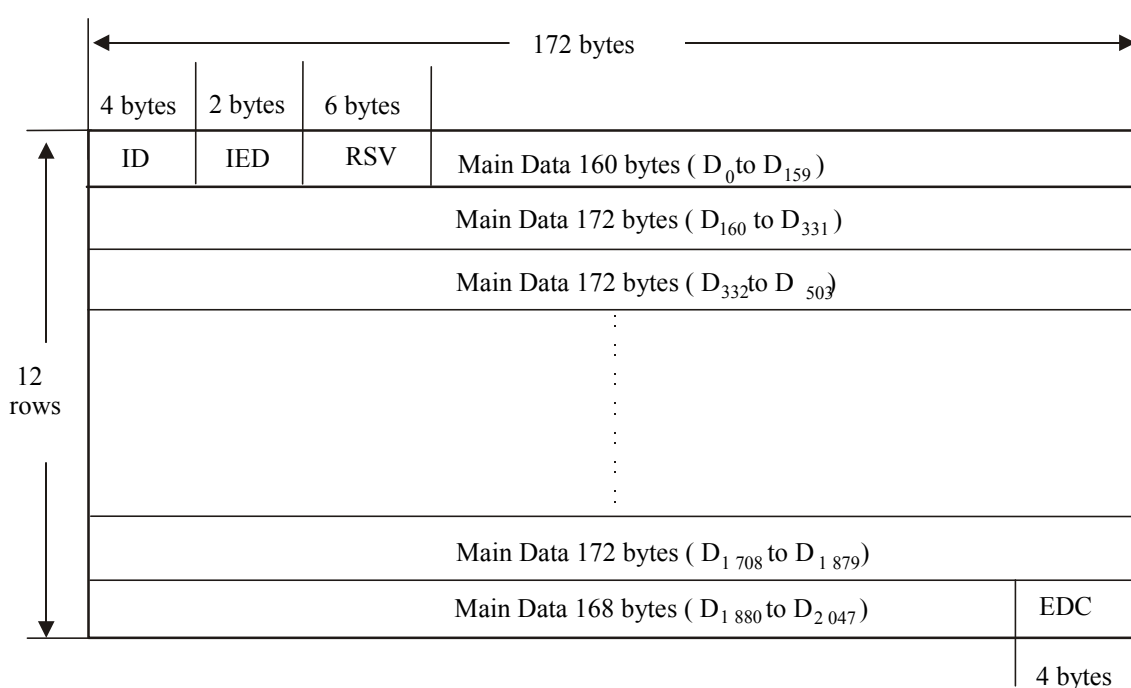 172 bytes
4 bytes 2 bytes 6 bytes
ID IED RSV Main Data 160 bytes ( D0 to D159 )
Main Data 172 bytes ( D160 to D331 )
Main Data 172 bytes ( D332 to D 503)
12
rows
Main Data 172 bytes ( D1 708 to D 1 879)
Main Data 168 bytes ( D1 880 to D2 047) EDC
4 bytes